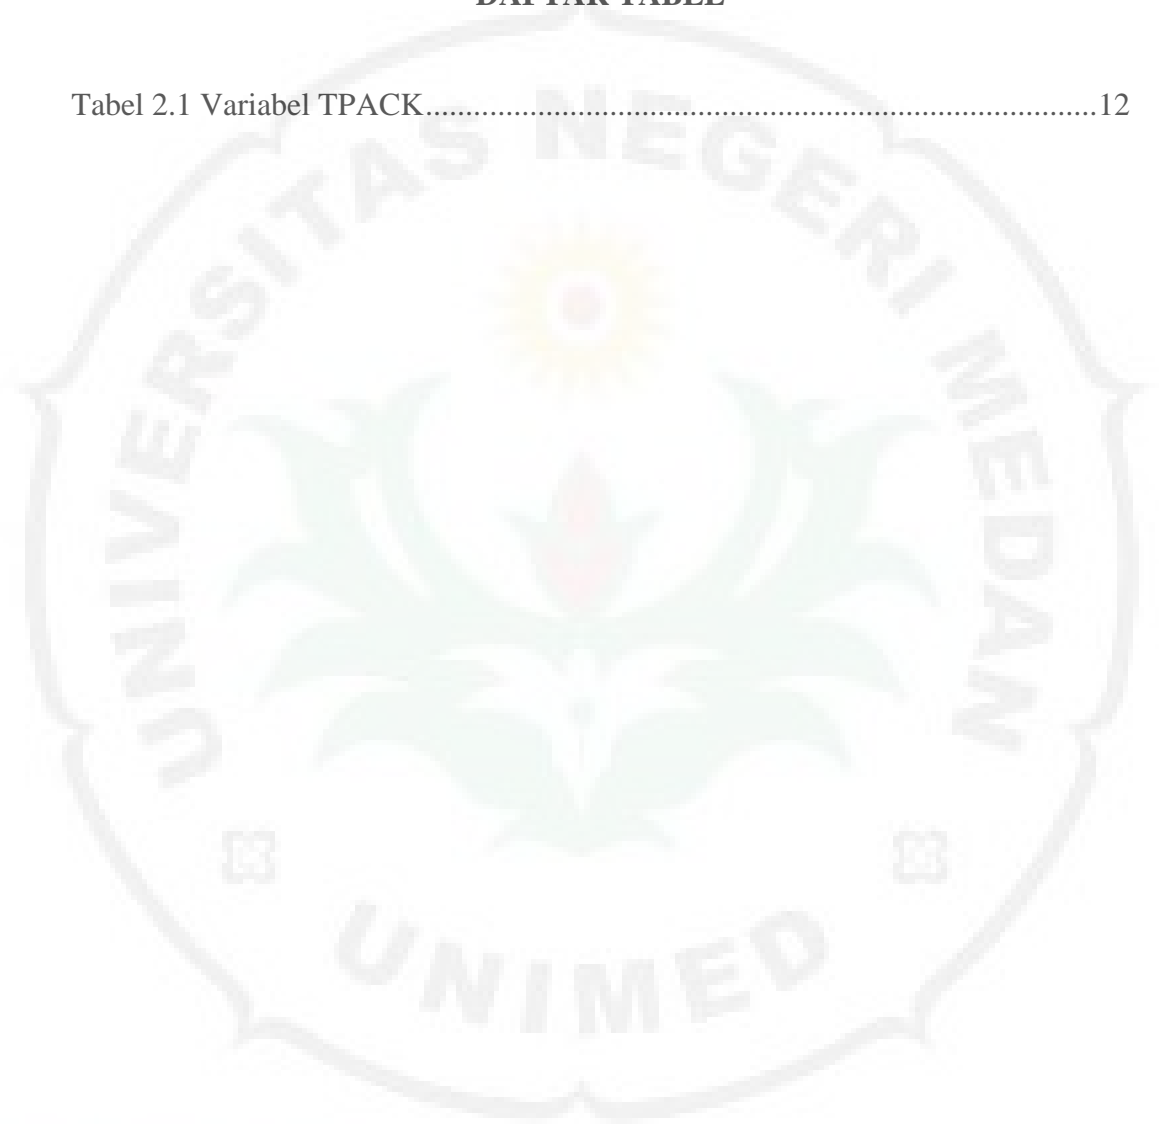 DAFTAR TABEL
Tabel 2.1 Variabel TPACK....................................................................................12
UNIVERSITAS NEGERI MEDAN
UNIMED